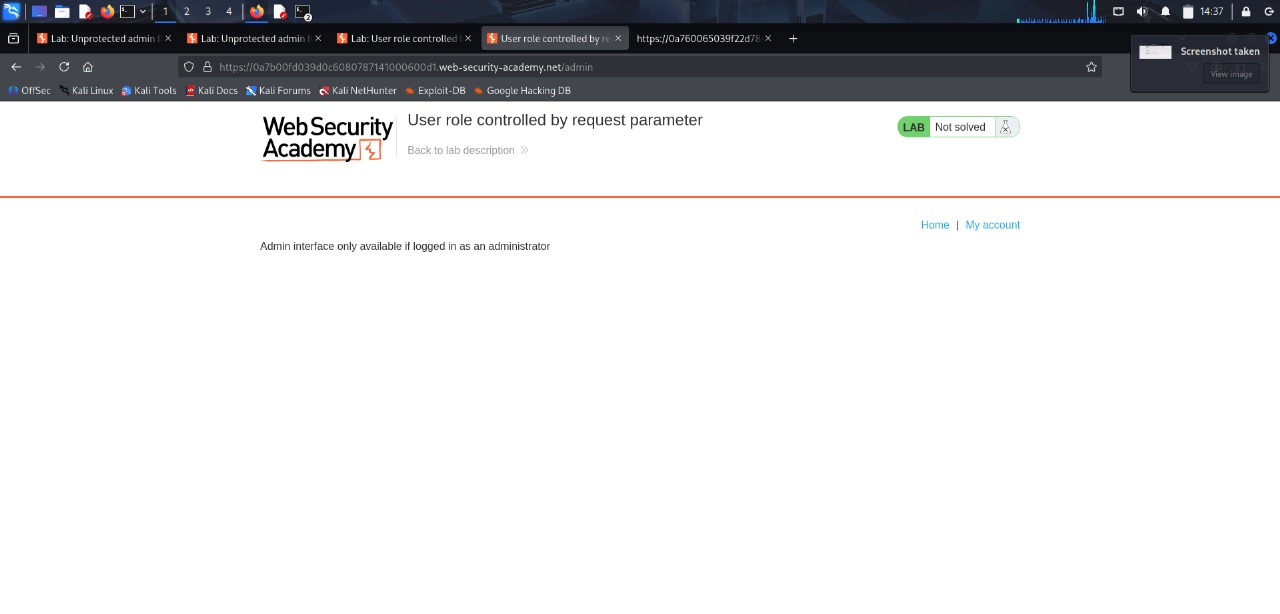 1 2 3 4 2 14:37
Lab: Unprotected admin f Lab: Unprotected admin f Lab: User role controlled User role controlled by re https://0a760065039f22d78
https://0a7b00fd039d0c60807871410006 00d1.web-security-academy.net/admin
Screenshot taken
View image
OffSec Kali Linux Kali Tools Kali Docs Kali Forums Kali NetHunter Exploit-DB Google Hacking DB
WebSecurity
Academy
User role controlled by request parameter
Back to lab description
LAB Not solved
Home | My account
Admin interface only available if logged in as an administrator